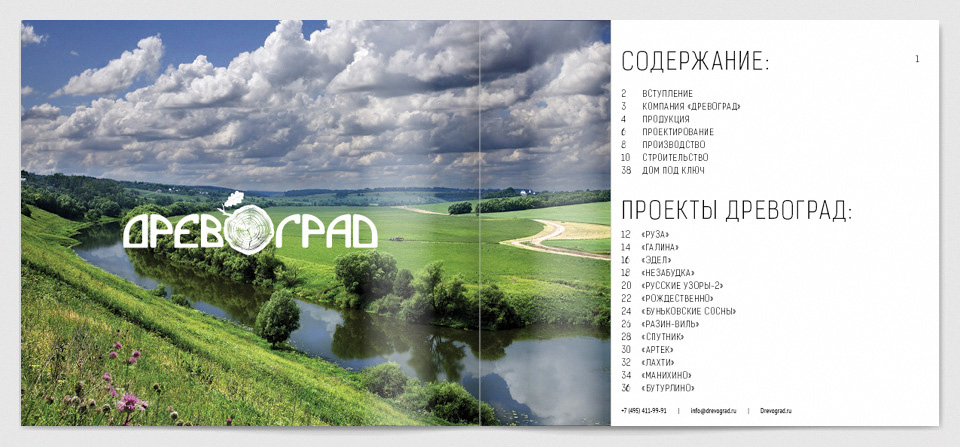 ДРЕВОГРАД
СОДЕРЖАНИЕ:
1
2 ВСТУПЛЕНИЕ
3 КОМПАНИЯ «ДРЕВОГРАД»
4 ПРОДУКЦИЯ
6 ПРОЕКТИРОВАНИЕ
8 ПРОИЗВОДСТВО
10 СТРОИТЕЛЬСТВО
38 ДОМ ПОД КЛЮЧ
ПРОЕКТЫ ДРЕВОГРАД:
12 «РУЗА»
14 «ГАЛИНА»
16 «ЭДЕЛ»
18 «НЕЗАБУДКА»
20 «РУССКИЕ УЗОРЫ-2»
22 «РОЖДЕСТВЕННО»
24 «БУНЬКОВСКИЕ СОСНЫ»
26 «РАЗИН-ВИЛЬ»
28 «СПУТНИК»
30 «АРТЕК»
32 «ЛАХТИ»
34 «МАНИХИНО»
36 «БУТУРЛИНО»
+7 (495) 411-99-91 | info@drevograd.ru | Drevograd.ru